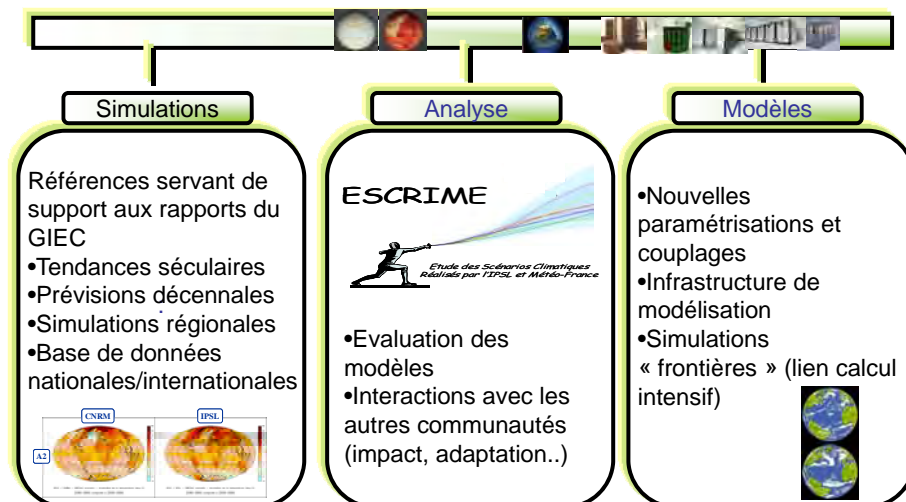 Simulations
Références servant de
support aux rapports du
GIEC
•Tendances séculaires
•Prévisions décennales
•Simulations régionales
•Base de données
nationales/internationales
CNRM
IPSL
A2
Analyse
ESCRIME
Etude des Scénarios Climatiques
Réalisés par l'IPSL et Météo-France
•Evaluation des
modèles
•Interactions avec les
autres communautés
(impact, adaptation..)
Modèles
•Nouvelles
paramétrisations et
couplages
•Infrastructure de
modélisation
•Simulations
« frontières » (lien calcul
intensif)